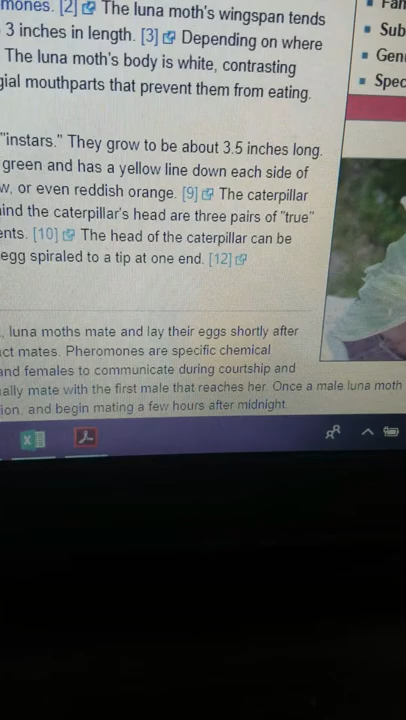 mones. [2] The luna moth's wingspan tends
3 inches in length. [3] Depending on where
The luna moth's body is white, contrasting
gial mouthparts that prevent them from eating.
Fam
Sub
Gen
Spec
"instars." They grow to be about 3.5 inches long.
green and has a yellow line down each side of
w, or even reddish orange. [9] The caterpillar
ind the caterpillar's head are three pairs of "true"
ents. [10] The head of the caterpillar can be
egg spiraled to a tip at one end. [12]
, luna moths mate and lay their eggs shortly after
ct mates. Pheromones are specific chemical
and females to communicate during courtship and
ally mate with the first male that reaches her. Once a male luna moth
ion, and begin mating a few hours after midnight.